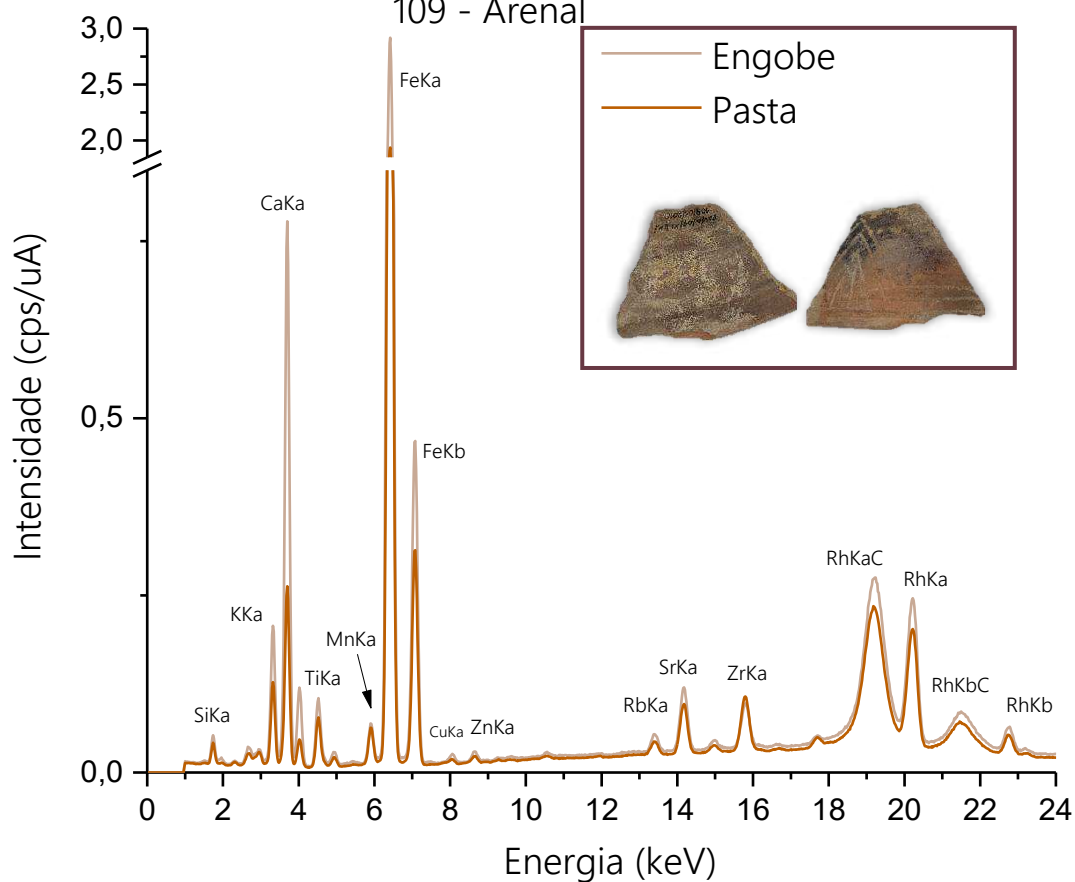 109 - Arenal
Engobe
Pasta
3,0
2,5
2,0
0,5
0,0
Intensidade (cps/uA)
FeKa
CaKa
FeKb
KKa
MnKa
TiKa
SiKa
CuKa
ZnKa
RbKa
SrKa
ZrKa
RhKaC
RhKa
RhKbC
RhKb
0 2 4 6 8 10 12 14 16 18 20 22 24
Energia (keV)